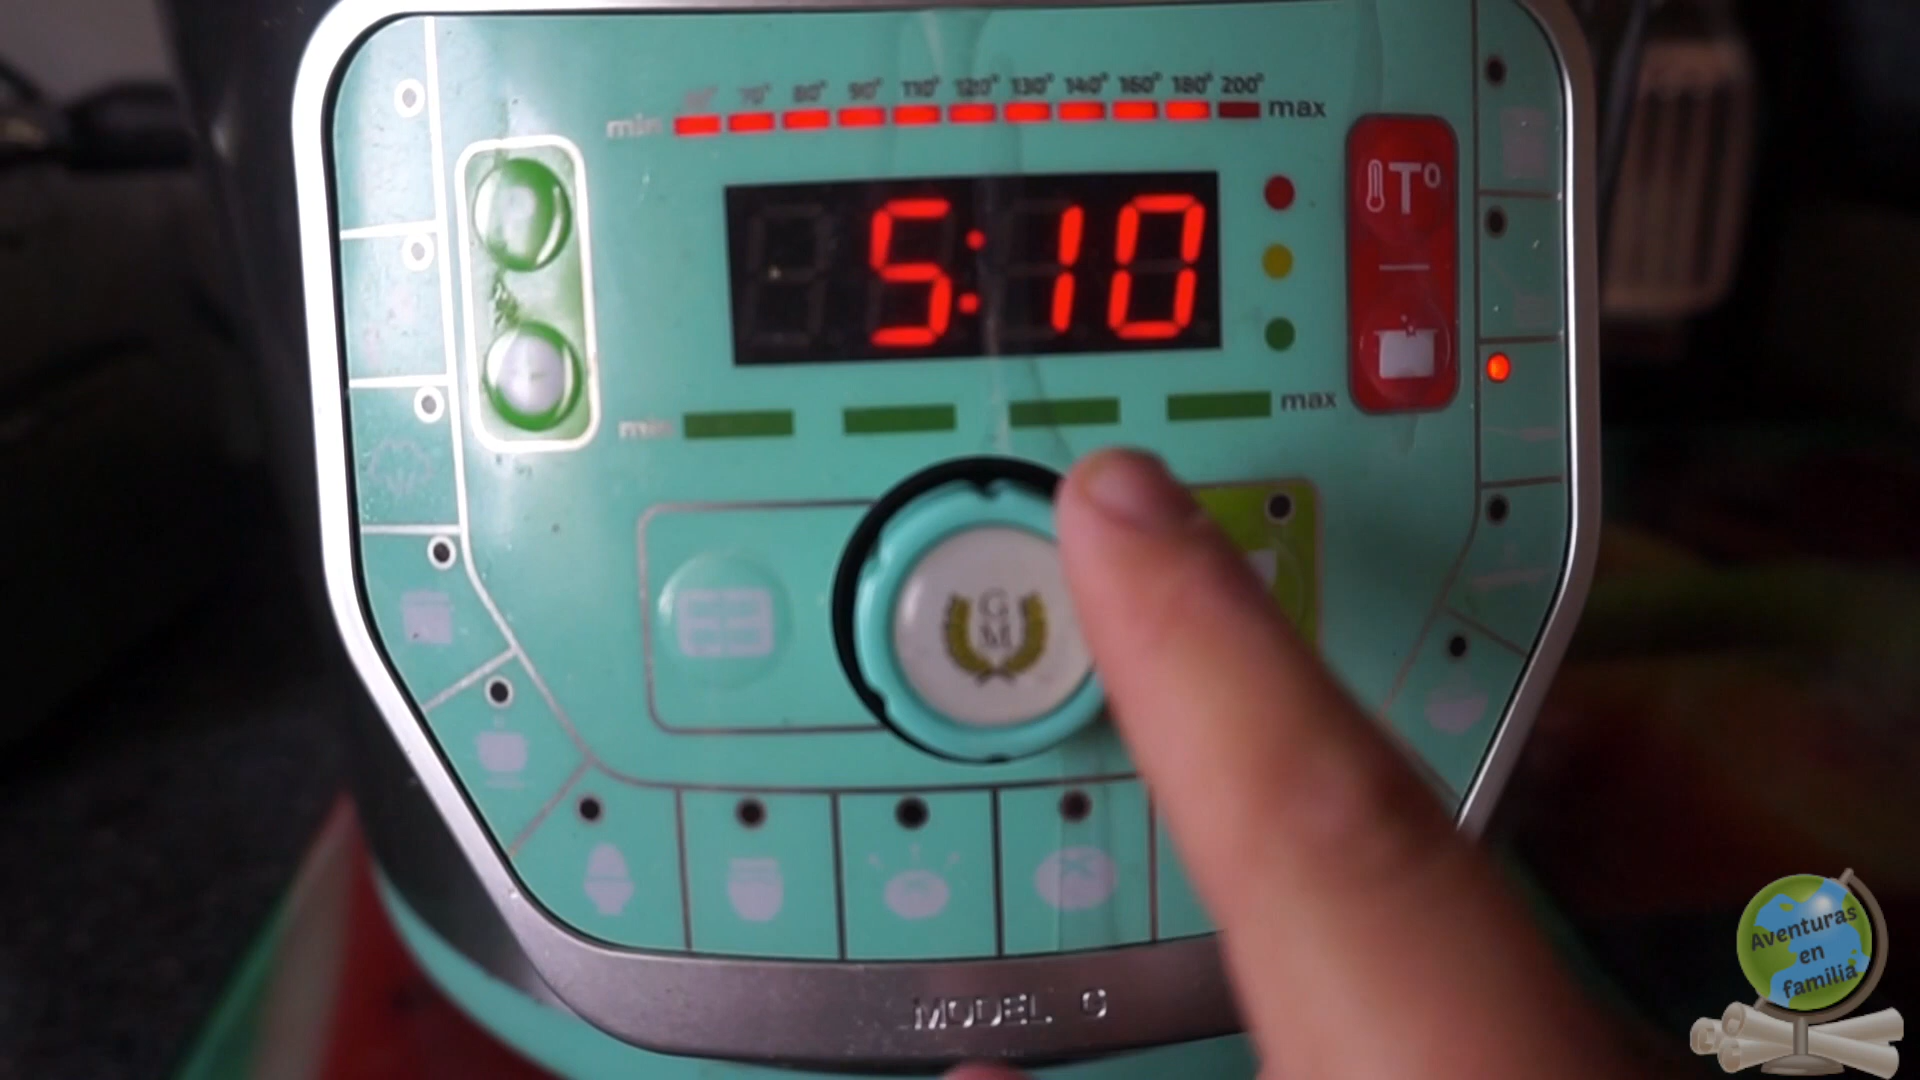 70° 80° 90° 110° 120° 130° 140° 160° 180° 200°
min max
5:10
T°
min max
G
M
MODEL G
Aventuras
en
familia